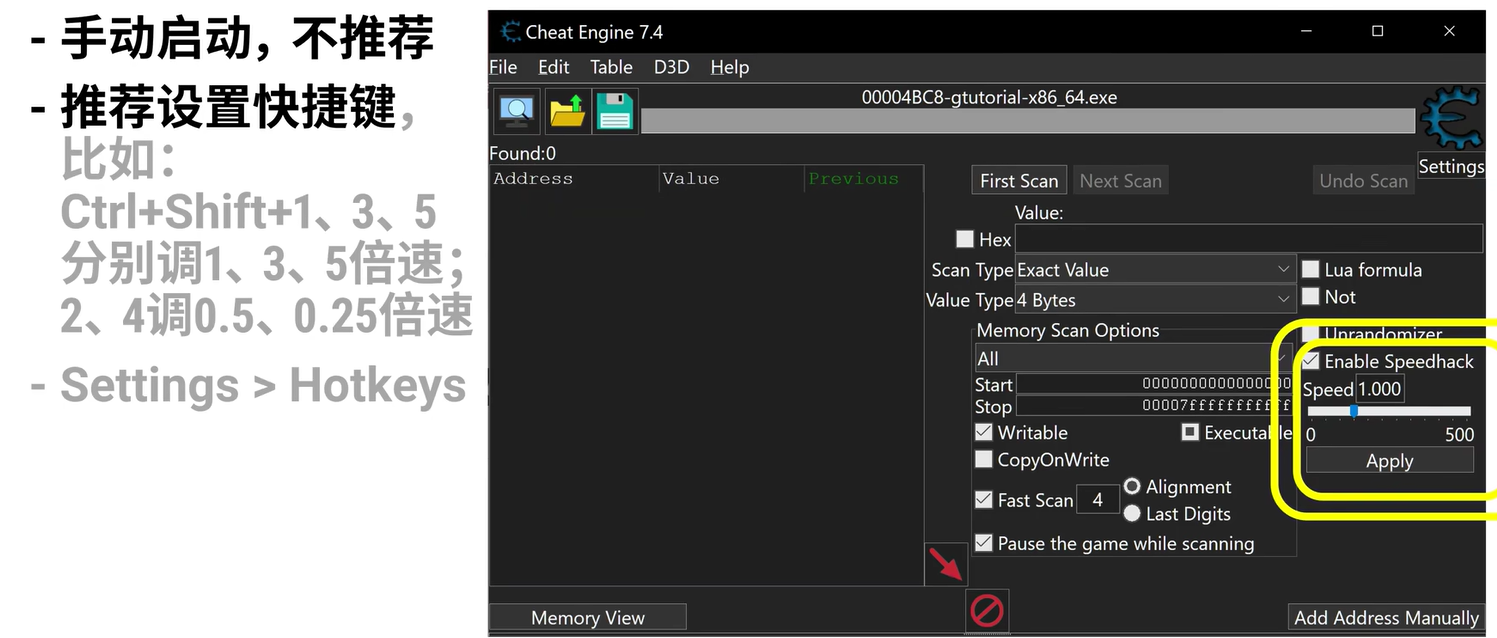 - 手动启动，不推荐
- 推荐设置快捷键，
比如：
Ctrl+Shift+1、3、5
分别调1、3、5倍速；
2、4调0.5、0.25倍速
- Settings > Hotkeys
Cheat Engine 7.4
File Edit Table D3D Help
00004BC8-gtutorial-x86_64.exe
Settings
Found:0
Address Value Previous
First Scan Next Scan Undo Scan
Value:
Hex
Scan Type Exact Value
Lua formula
Value Type 4 Bytes
Not
Memory Scan Options
Unrandomizer
All
Enable Speedhack
Start 0000000000000000
Speed 1.000
Stop 00007fffffffffff
Writable Executable
0 500
CopyOnWrite
Apply
Fast Scan 4
Alignment
Last Digits
Pause the game while scanning
Memory View
Add Address Manually